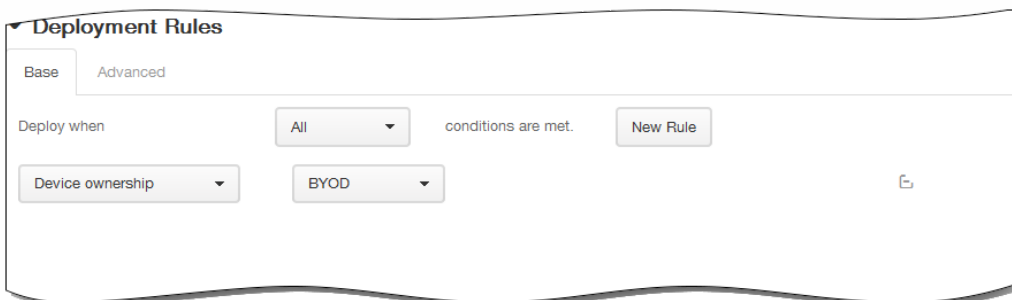 Deployment Rules
Base Advanced
Deploy when All conditions are met. New Rule
Device ownership BYOD